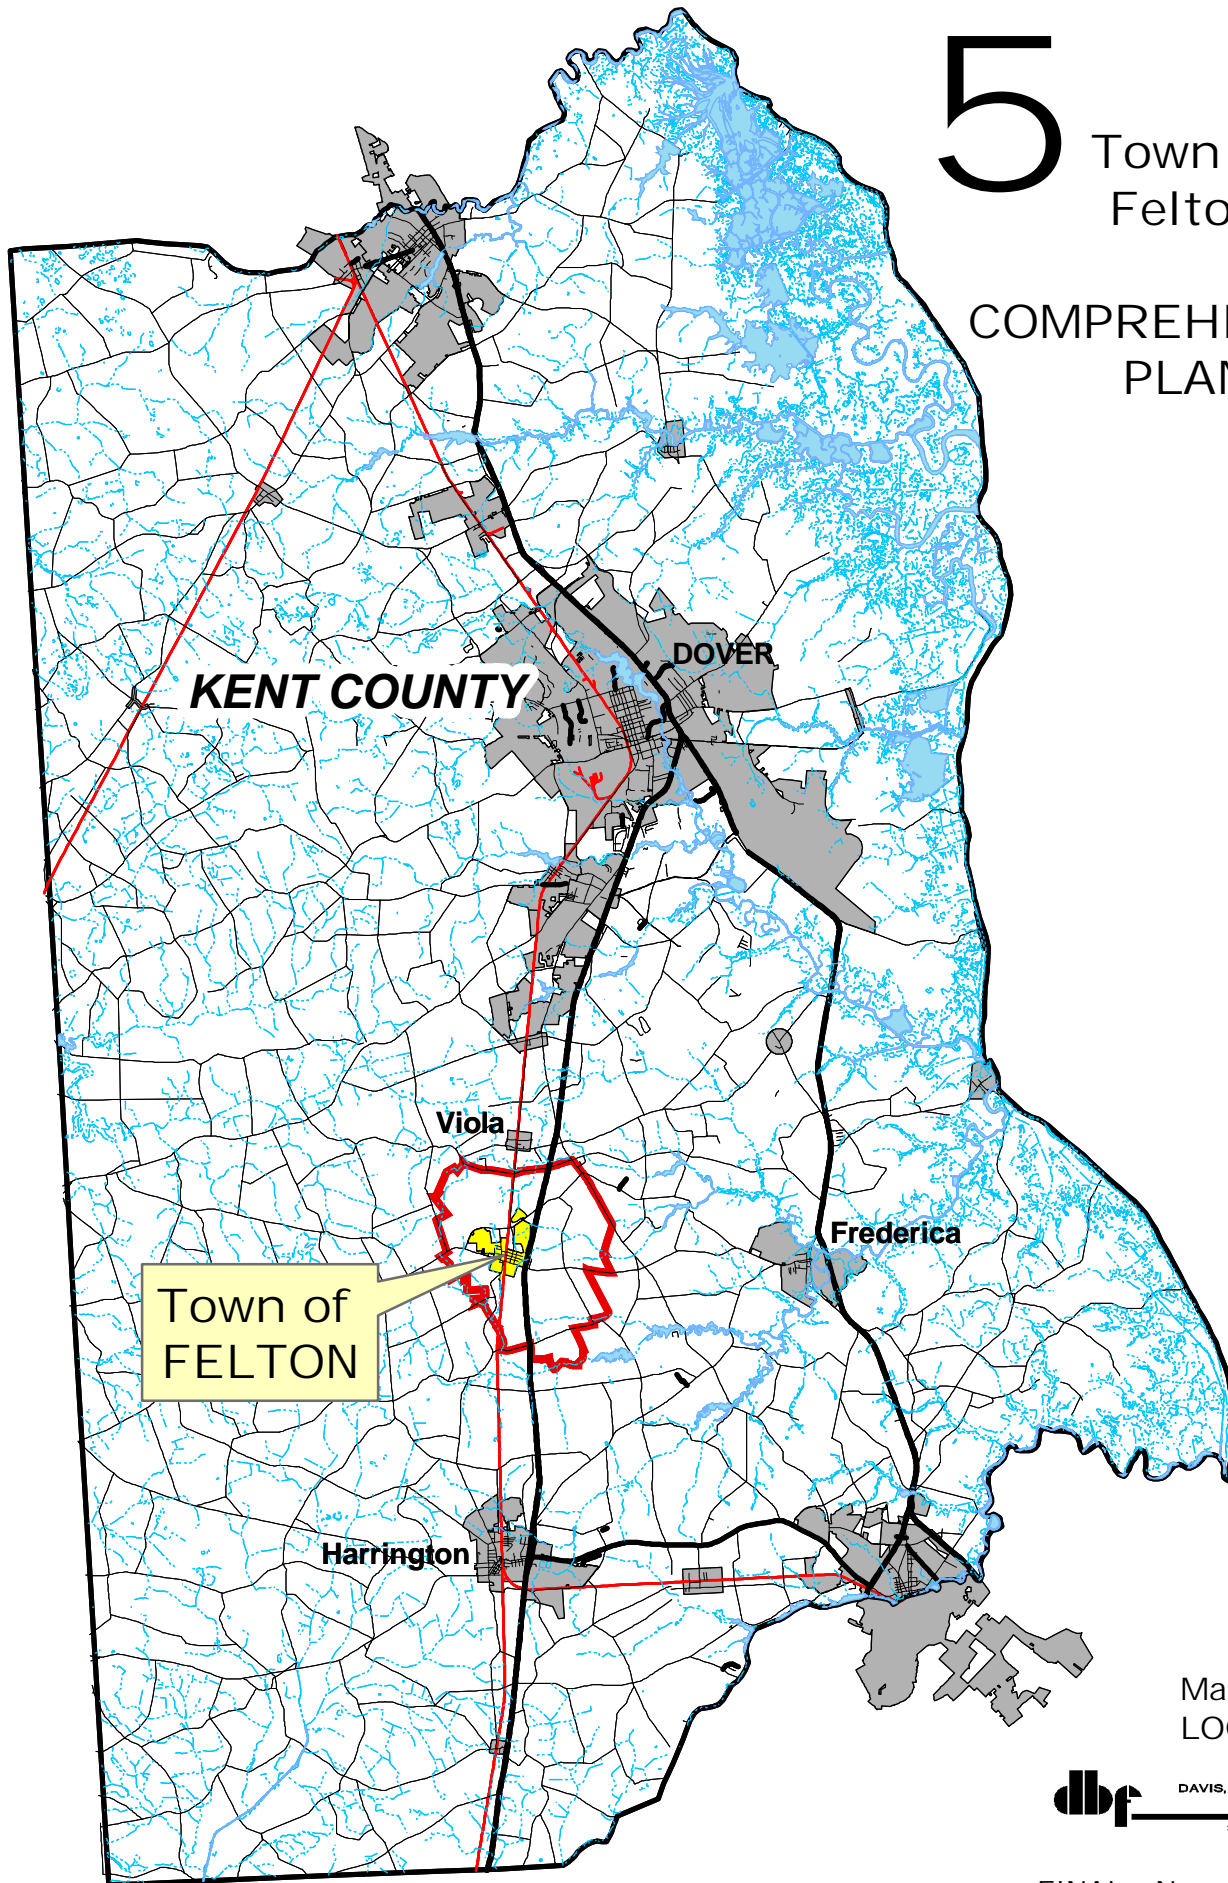 5
Town
Felto
COMPREH
PLAN
DOVER
KENT COUNTY
Viola
Frederica
Town of
FELTON
Harrington
Ma
LO
dbf
DAVIS,